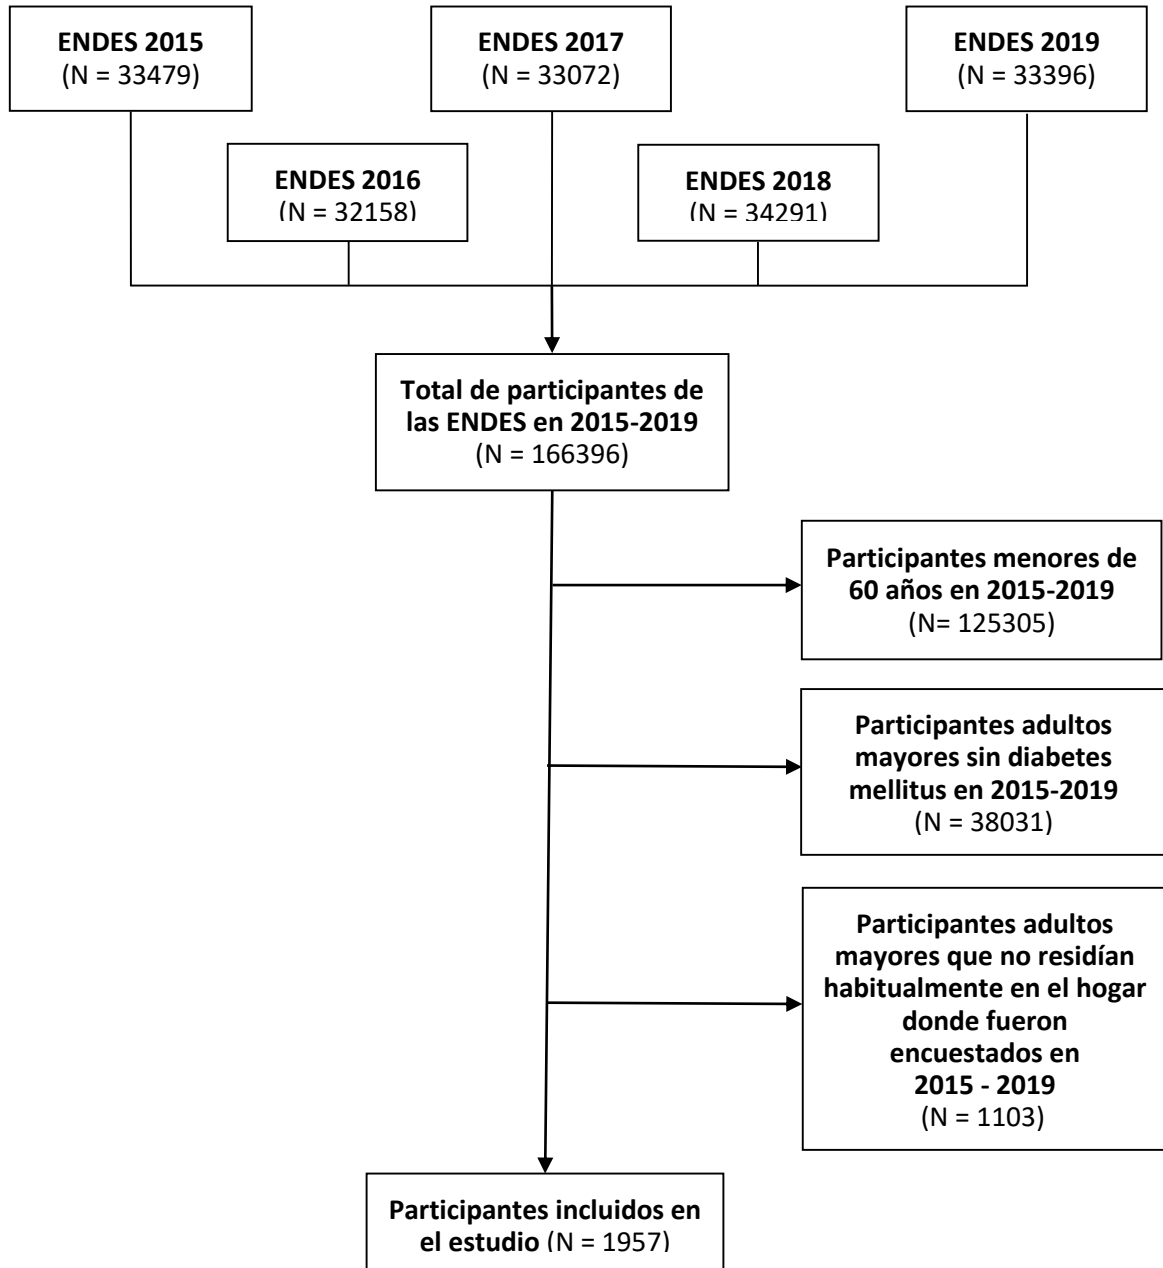 ENDES 2015
(N = 33479)
ENDES 2017
(N = 33072)
ENDES 2019
(N = 33396)
ENDES 2016
(N = 32158)
ENDES 2018
(N = 34291)
Total de participantes de
las ENDES en 2015-2019
(N = 166396)
Participantes menores de
60 años en 2015-2019
(N= 125305)
Participantes adultos
mayores sin diabetes
mellitus en 2015-2019
(N = 38031)
Participantes adultos
mayores que no residían
habitualmente en el hogar
donde fueron
encuestados en
2015 - 2019
(N = 1103)
Participantes incluidos en
el estudio (N = 1957)